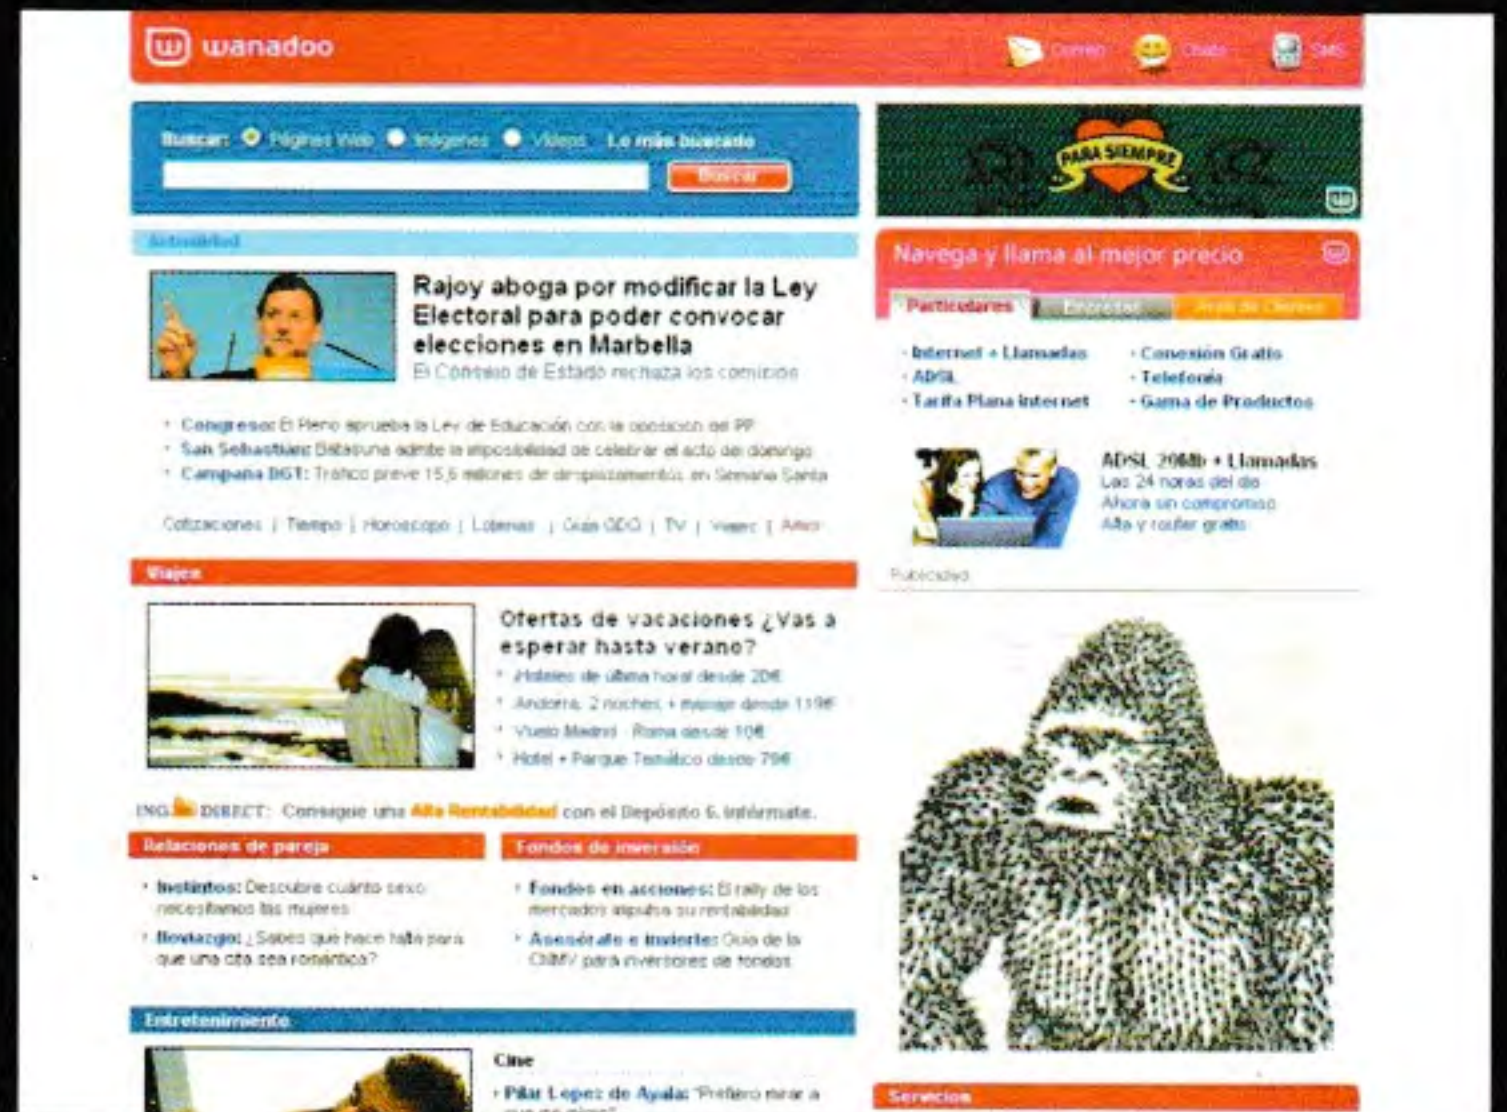 wanadoo
Correo
Chats
SMS
Buscar: Páginas Web Imágenes Vídeos Lo más buscado
Buscar
PARA SIEMPRE
Actualidad
Rajoy aboga por modificar la Ley
Electoral para poder convocar
elecciones en Marbella
El Consejo de Estado rechaza los comicios
Congreso: El Pleno aprueba la Ley de Educación con la oposición del PP
San Sebastián: Batasuna admite la imposibilidad de celebrar el acto del domingo
Campaña DGT: Tráfico prevé 15,6 millones de desplazamientos en Semana Santa
Cotizaciones | Tiempo | Horóscopo | Loterías | Guía GDO | TV | Viajes |
Navega y llama al mejor precio
Particulares Empresas Área de Clientes
· Internet + Llamadas
· ADSL
· Tarifa Plana Internet
· Conexión Gratis
· Telefonía
· Gama de Productos
ADSL 20Mb + Llamadas
Las 24 horas del día
Ahora sin compromiso
Alta y router gratis
Publicidad
Viajes
Ofertas de vacaciones ¿Vas a
esperar hasta verano?
¡Hoteles de última hora! desde 20€
Andorra, 2 noches + masaje desde 119€
Vuelo Madrid - Roma desde 10€
Hotel + Parque Temático desde 79€
ING DIRECT: Consigue una Alta Rentabilidad con el Depósito 6. Infórmate.
Relaciones de pareja
Instintos: Descubre cuánto sexo
necesitamos las mujeres
Noviazgo: ¿Sabes qué hace falta para
que una cita sea romántica?
Fondos de inversión
Fondos en acciones: El rally de los
mercados impulsa su rentabilidad
Asesórate e invierte: Guía de la
CNMV para inversores de fondos
Entretenimiento
Cine
Pilar Lopez de Ayala: "Prefiero mirar a
que me miren"
Servicios